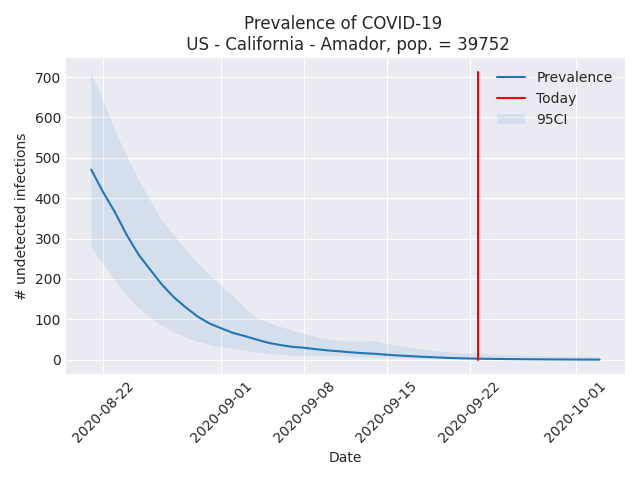 Prevalence of COVID-19
US - California - Amador, pop. = 39752
Prevalence
Today
95CI
# undetected infections
700
600
500
400
300
200
100
0
2020-08-22
2020-09-01
2020-09-08
2020-09-15
2020-09-22
2020-10-01
Date